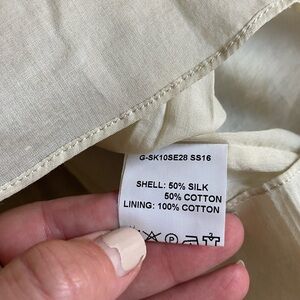 G-SK10SE28 SS16
SHELL: 50% SILK
50% COTTON
LINING: 100% COTTON